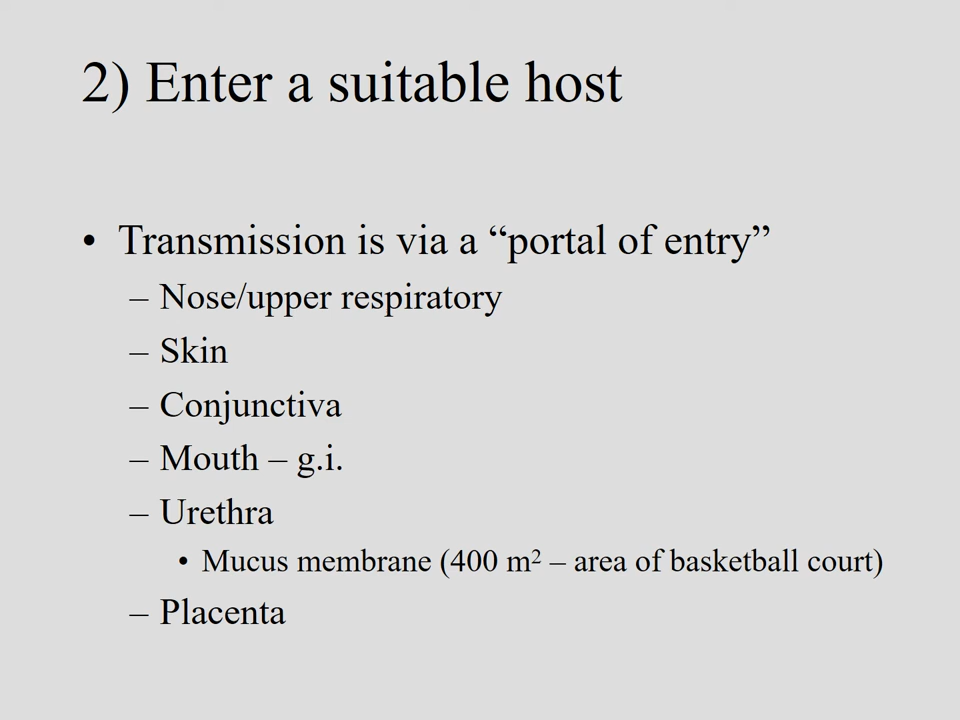 2) Enter a suitable host
• Transmission is via a “portal of entry”
– Nose/upper respiratory
– Skin
– Conjunctiva
– Mouth – g.i.
– Urethra
• Mucus membrane (400 m² – area of basketball court)
– Placenta